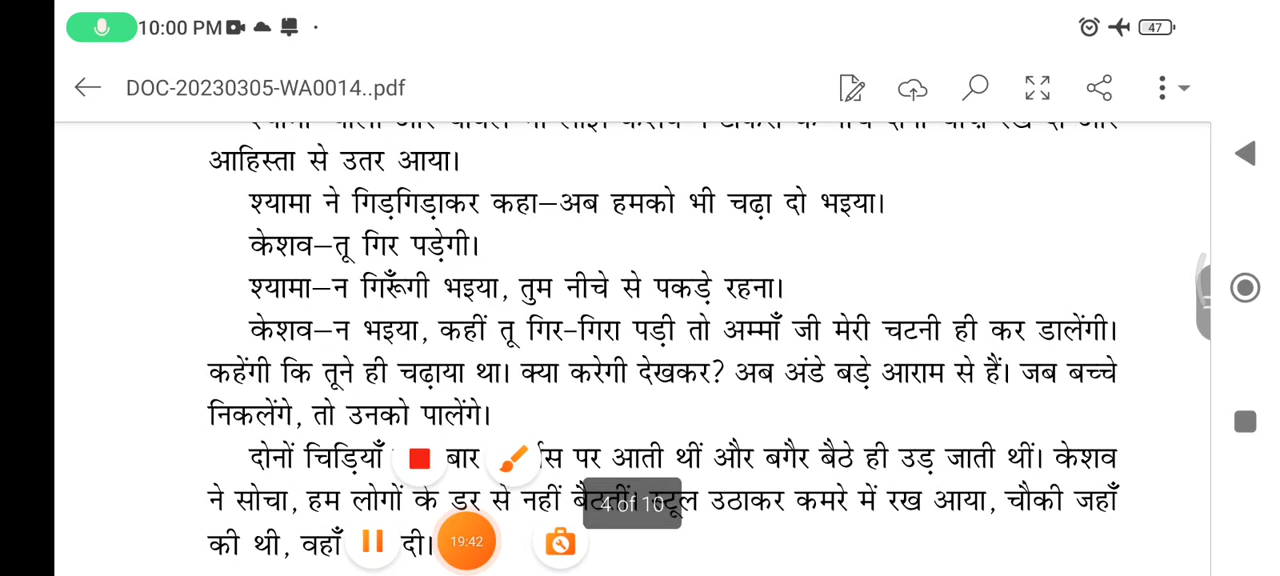 10:00 PM
47
DOC-20230305-WA0014..pdf
आहिस्ता से उतर आया।
श्यामा ने गिड़गिड़ाकर कहा–अब हमको भी चढ़ा दो भइया।
केशव–तू गिर पड़ेगी।
श्यामा–न गिरूँगी भइया, तुम नीचे से पकड़े रहना।
केशव–न भइया, कहीं तू गिर-गिरा पड़ी तो अम्माँ जी मेरी चटनी ही कर डालेंगी।
कहेंगी कि तूने ही चढ़ाया था। क्या करेगी देखकर? अब अंडे बड़े आराम से हैं। जब बच्चे
निकलेंगे, तो उनको पालेंगे।
दोनों चिड़ियाँ बार पर आती थीं और बगैर बैठे ही उड़ जाती थीं। केशव
ने सोचा, हम लोगों के डर से नहीं उठाकर कमरे में रख आया, चौकी जहाँ
4 of 10
की थी, वहाँ दी।
19:42